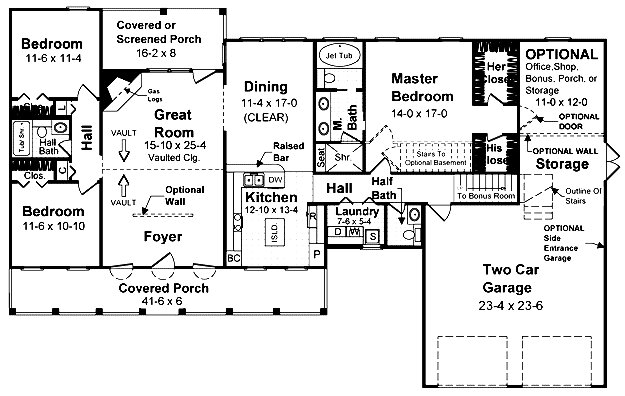 Covered or
Screened Porch
16-2 x 8
Bedroom
11-6 x 11-4
Gas
Logs
Great
Room
15-10 x 25-4
Vaulted Clg.
VAULT
VAULT
Hall
L
Tub/ Shr.
Hall
Bath
Clos.
C
Bedroom
11-6 x 10-10
Optional
Wall
Foyer
Covered Porch
41-6 x 6
Dining
11-4 x 17-0
(CLEAR)
Raised
Bar
DW
Kitchen
12-10 x 13-4
ISLD.
R
P
BC
Jet Tub
M.
Bath
Seat
Shr.
Master
Bedroom
14-0 x 17-0
Her
Close
His
Close
Stairs To
Optional Basement
Hall
Half
Bath
Laundry
7-6 x 5-4
D
W
S
To Bonus Room
OPTIONAL
Office,Shop,
Bonus, Porch, or
Storage
11-0 x 12-0
OPTIONAL
DOOR
OPTIONAL WALL
Storage
Outline Of
Stairs
OPTIONAL
Side
Entrance
Garage
Two Car
Garage
23-4 x 23-6